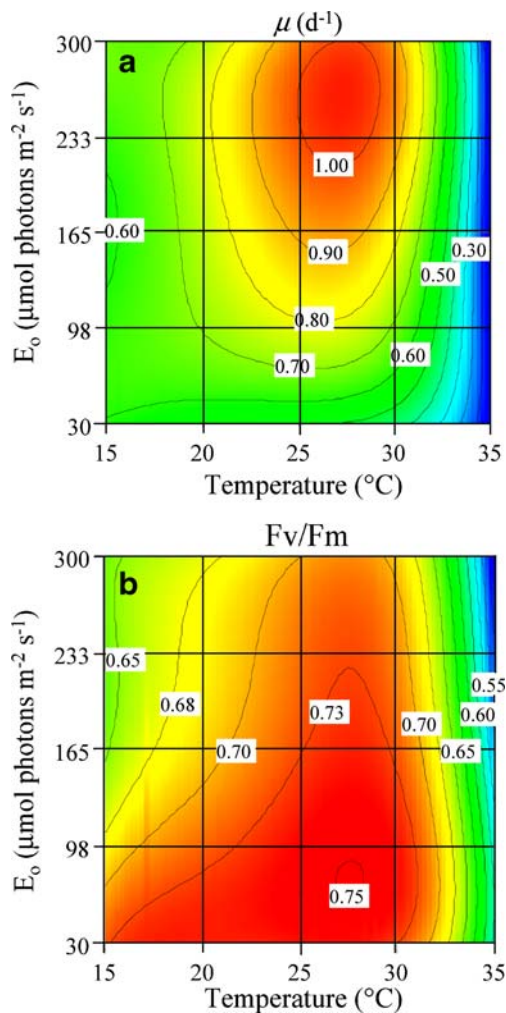 μ (d⁻¹)
a
300
233
165
98
30
E₀ (μmol photons m⁻² s⁻¹)
1.00
0.60
0.90
0.80
0.70
0.30
0.50
0.60
15 20 25 30 35
Temperature (°C)
Fv/Fm
b
300
233
165
98
30
E₀ (μmol photons m⁻² s⁻¹)
0.65
0.68
0.70
0.73
0.75
0.55
0.60
0.70
0.65
15 20 25 30 35
Temperature (°C)